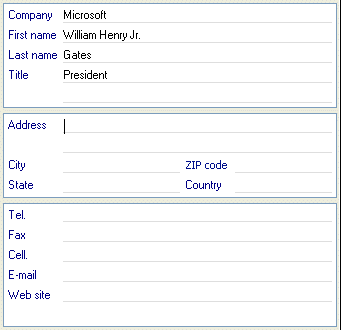 Company Microsoft
First name William Henry Jr.
Last name Gates
Title President
Address
City ZIP code
State Country
Tel.
Fax
Cell.
E-mail
Web site